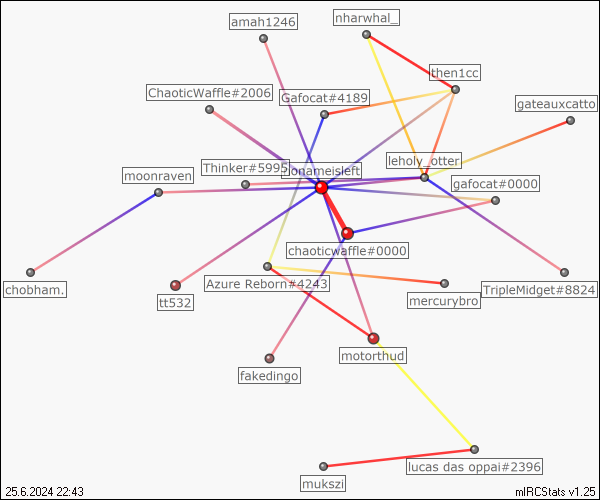 nharwhal_
amah1246
then1cc
ChaoticWaffle#2006
Gafocat#4189
gateauxcatto
leholy_otter
Thinker#5995
nonameisleft
moonraven
gafocat#0000
chaoticwaffle#0000
chobham.
Azure Reborn#4243
TripleMidget#8824
tt532
mercurybro
motorthud
fakedingo
lucas das oppai#2396
mukszi
25.6.2024 22:43
mIRCStats v1.25